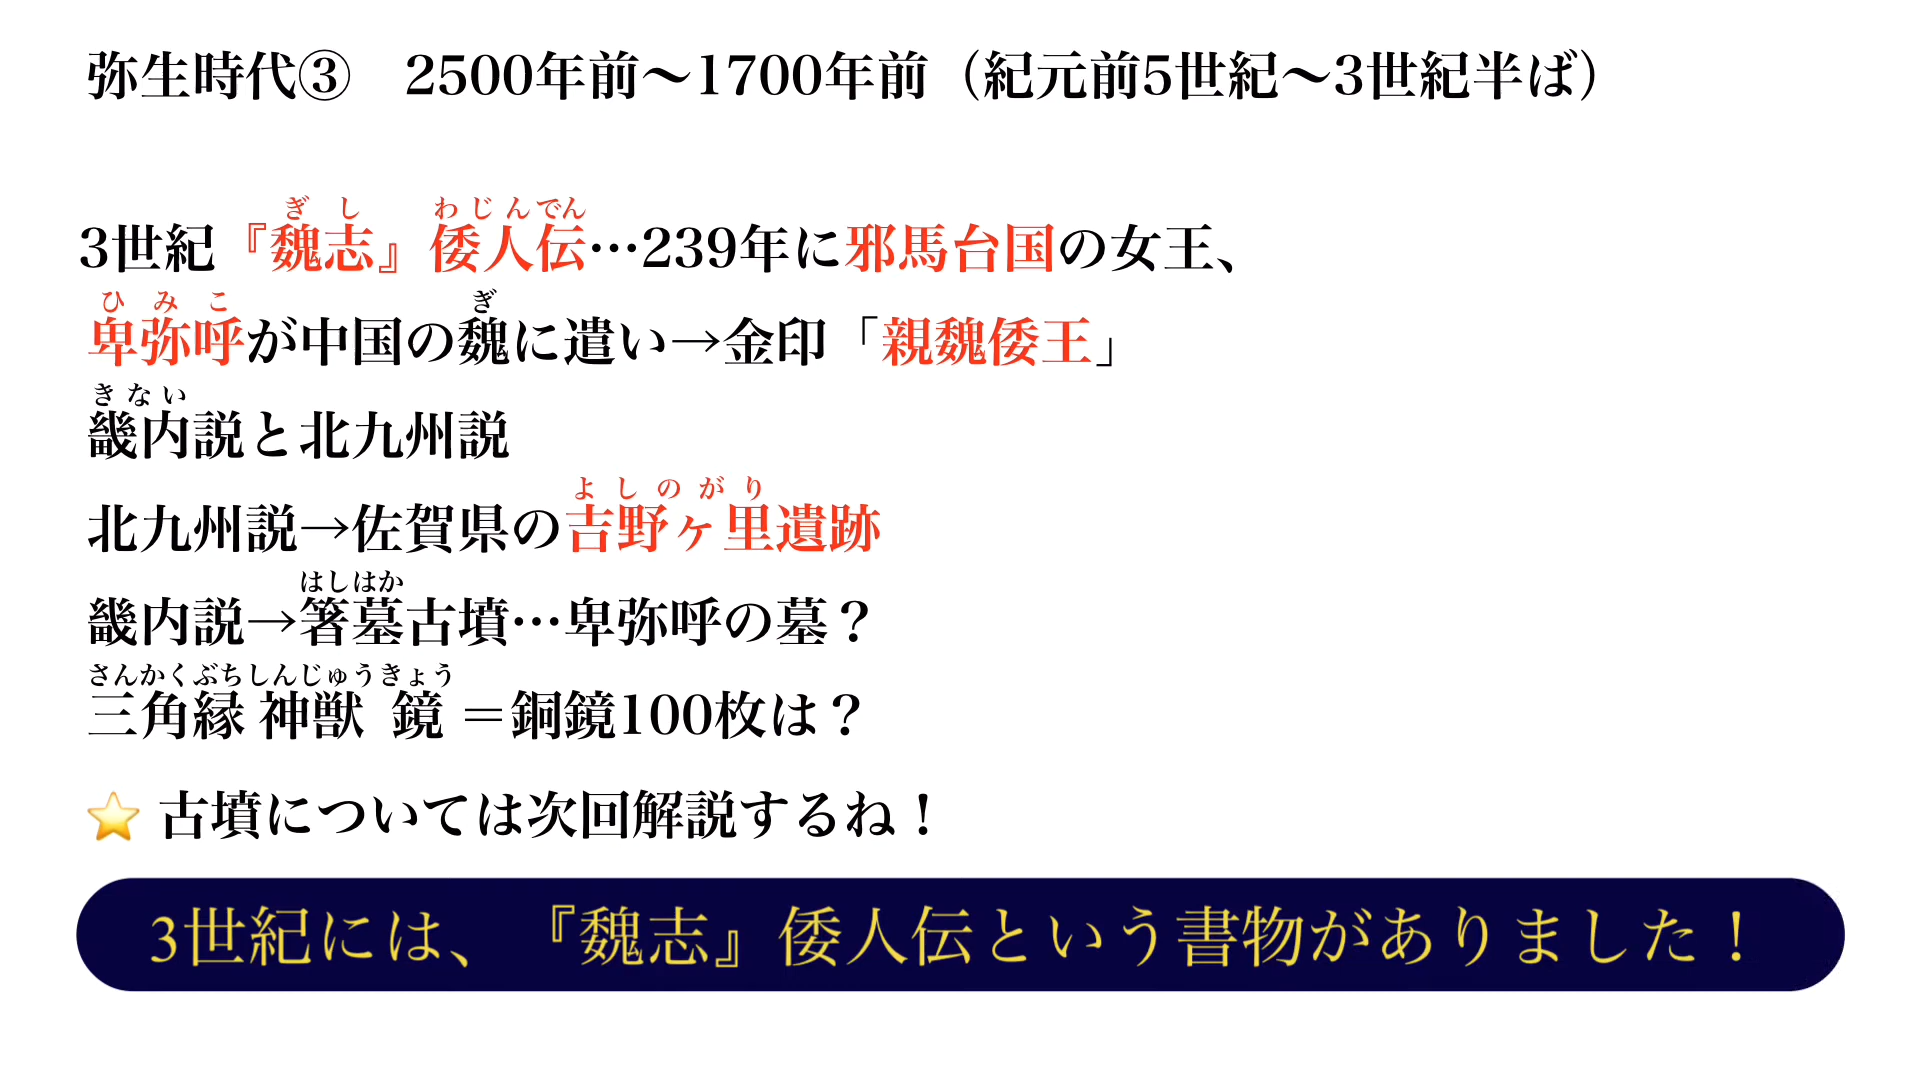 弥生時代③　2500年前〜1700年前（紀元前5世紀〜3世紀半ば）
ぎ し わ じ ん でん
3世紀『魏志』倭人伝…239年に邪馬台国の女王、
ひ み こ ぎ
卑弥呼が中国の魏に遣い→金印「親魏倭王」
き な い
畿内説と北九州説
よ し の が り
北九州説→佐賀県の吉野ヶ里遺跡
はしはか
畿内説→箸墓古墳…卑弥呼の墓？
さんかくぶちしんじゅうきょう
三角縁神獣鏡＝銅鏡100枚は？
⭐ 古墳については次回解説するね！
3世紀には、『魏志』倭人伝という書物がありました！